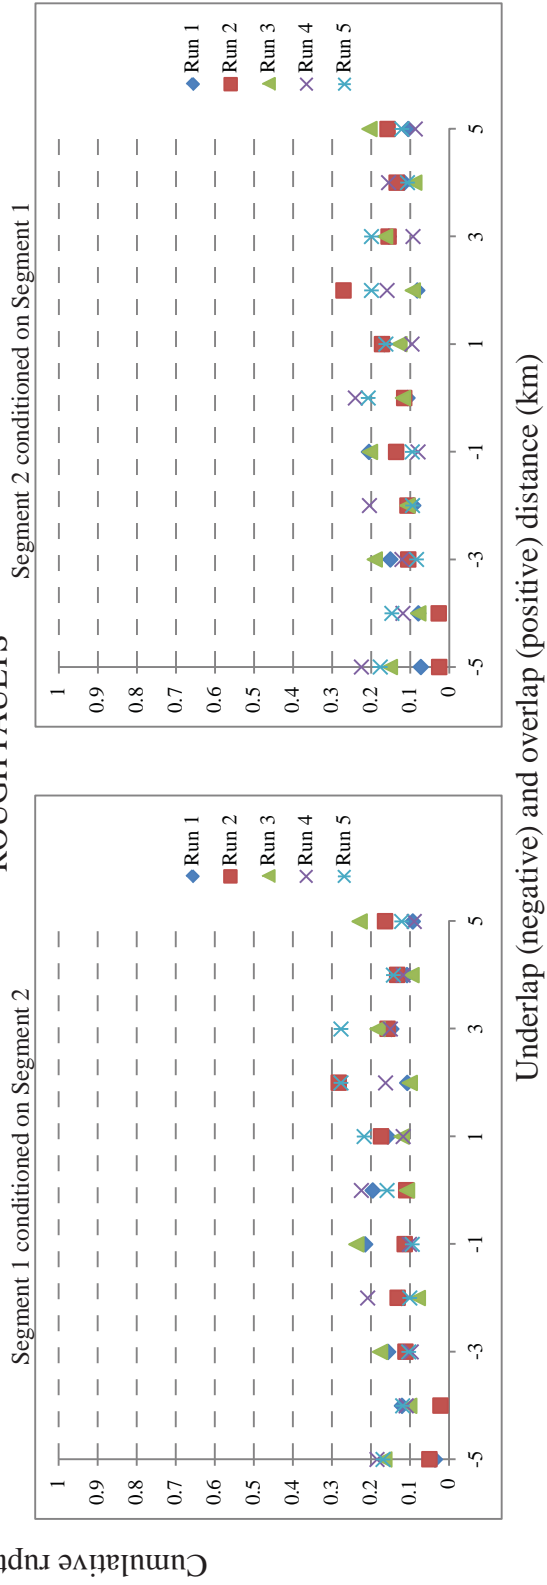 ROUGH FAULTS
Segment 1 conditioned on Segment 2
1
0.9
0.8
0.7
0.6
0.5
0.4
0.3
0.2
0.1
0
-5
-3
-1
1
3
5
Run 1
Run 2
Run 3
Run 4
Run 5
Segment 2 conditioned on Segment 1
1
0.9
0.8
0.7
0.6
0.5
0.4
0.3
0.2
0.1
0
-5
-3
-1
1
3
5
Run 1
Run 2
Run 3
Run 4
Run 5
Cumulative
Underlap (negative) and overlap (positive) distance (km)